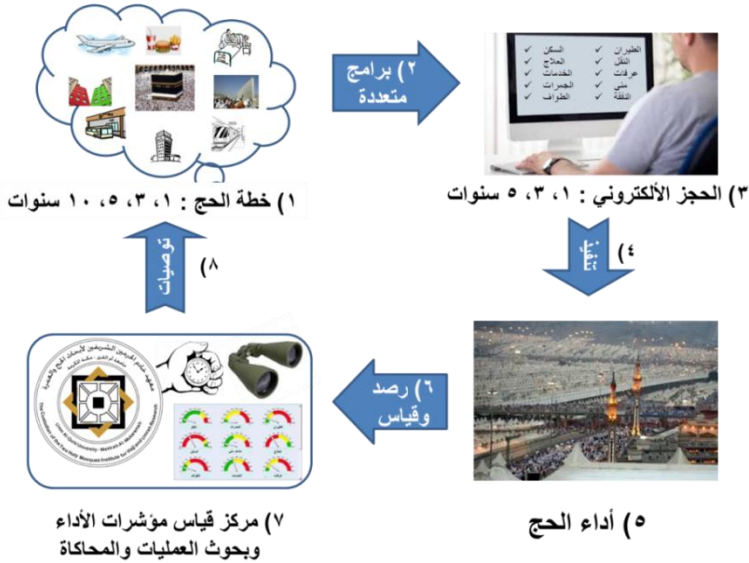 ١) خطة الحج : ١، ٣، ٥، ١٠ سنوات
٢) برامج
متعددة
الطيران
السكن
النقل
العلاج
عرفات
الخدمات
منى
الجمرات
النفقة
الطواف
٣) الحجز الألكتروني : ١، ٣، ٥ سنوات
٤)
تنفيذ
٥) أداء الحج
٦) رصد
وقياس
٧) مركز قياس مؤشرات الأداء
وبحوث العمليات والمحاكاة
٨)
توصيات